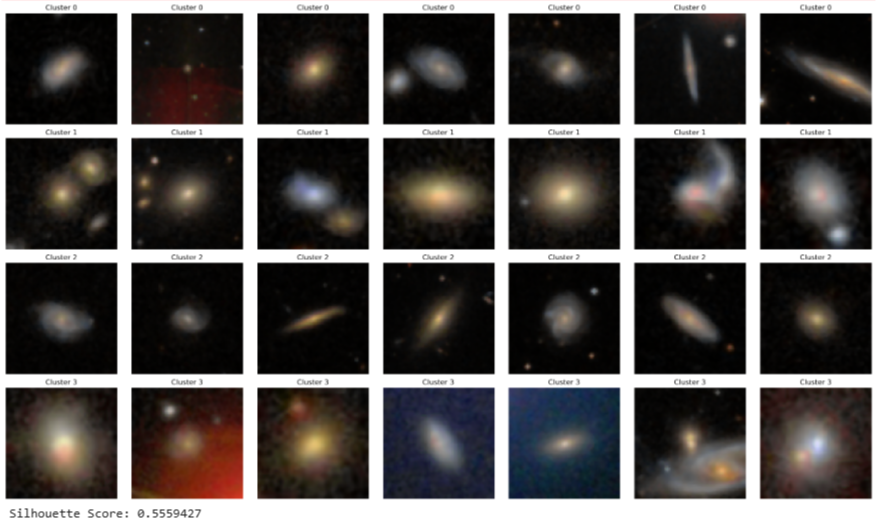 Cluster 0 Cluster 0 Cluster 0 Cluster 0 Cluster 0 Cluster 0 Cluster 0
Cluster 1 Cluster 1 Cluster 1 Cluster 1 Cluster 1 Cluster 1 Cluster 1
Cluster 2 Cluster 2 Cluster 2 Cluster 2 Cluster 2 Cluster 2 Cluster 2
Cluster 3 Cluster 3 Cluster 3 Cluster 3 Cluster 3 Cluster 3 Cluster 3
Silhouette Score: 0.5559427